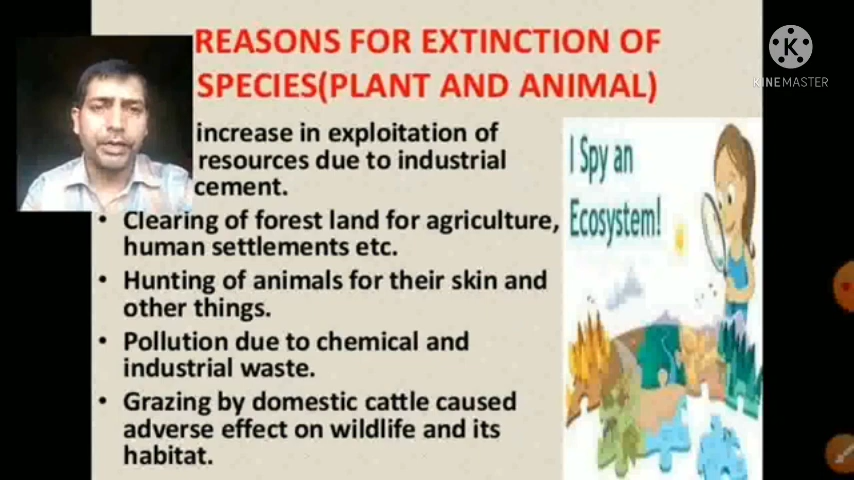 REASONS FOR EXTINCTION OF
SPECIES(PLANT AND ANIMAL)
increase in exploitation of
resources due to industrial
cement.
• Clearing of forest land for agriculture,
human settlements etc.
• Hunting of animals for their skin and
other things.
• Pollution due to chemical and
industrial waste.
• Grazing by domestic cattle caused
adverse effect on wildlife and its
habitat.
I Spy an
Ecosystem!
K
KINEMASTER